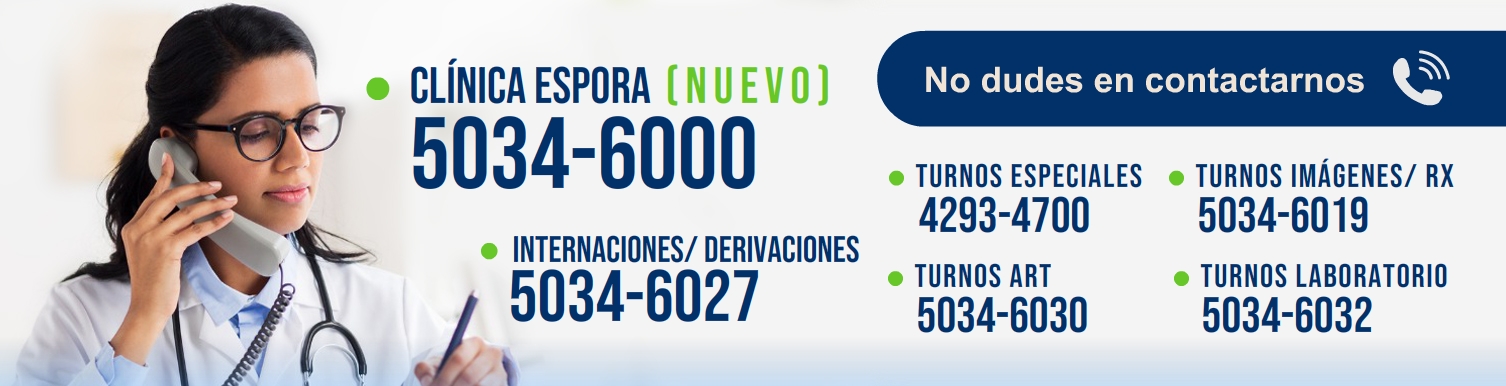 CLÍNICA ESPORA (NUEVO)
5034-6000
INTERNACIONES/ DERIVACIONES
5034-6027
No dudes en contactarnos
TURNOS ESPECIALES
4293-4700
TURNOS IMÁGENES/ RX
5034-6019
TURNOS ART
5034-6030
TURNOS LABORATORIO
5034-6032